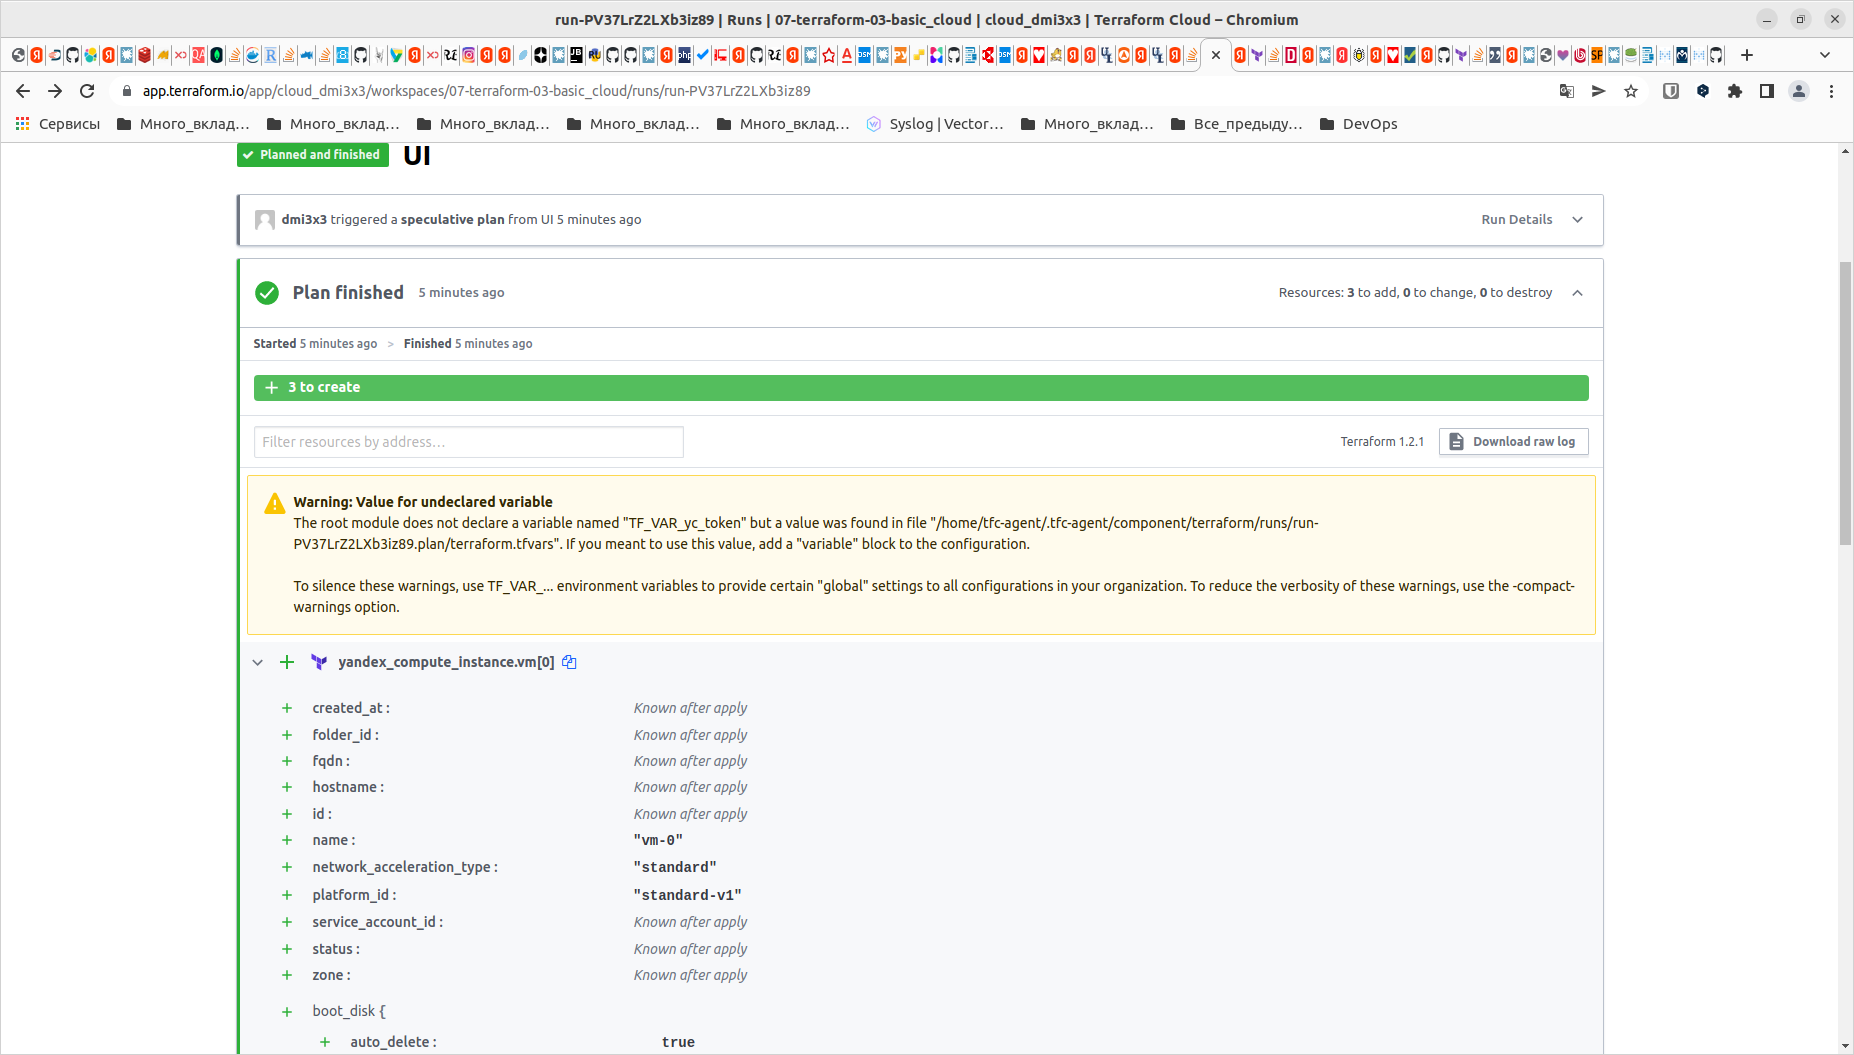 run-PV37LrZ2LXb3iz89 | Runs | 07-terraform-03-basic_cloud | cloud_dmi3x3 | Terraform Cloud – Chromium
app.terraform.io/app/cloud_dmi3x3/workspaces/07-terraform-03-basic_cloud/runs/run-PV37LrZ2LXb3iz89
Сервисы Много_вклад… Много_вклад… Много_вклад… Много_вклад… Много_вклад… Syslog | Vector… Много_вклад… Все_предыду… DevOps
Planned and finished UI
dmi3x3 triggered a speculative plan from UI 5 minutes ago Run Details
Plan finished 5 minutes ago Resources: 3 to add, 0 to change, 0 to destroy
Started 5 minutes ago > Finished 5 minutes ago
+ 3 to create
Filter resources by address… Terraform 1.2.1 Download raw log
Warning: Value for undeclared variable
The root module does not declare a variable named "TF_VAR_yc_token" but a value was found in file "/home/tfc-agent/.tfc-agent/component/terraform/runs/run-
PV37LrZ2LXb3iz89.plan/terraform.tfvars". If you meant to use this value, add a "variable" block to the configuration.
To silence these warnings, use TF_VAR_... environment variables to provide certain "global" settings to all configurations in your organization. To reduce the verbosity of these warnings, use the -compact-
warnings option.
+ yandex_compute_instance.vm[0]
+ created_at : Known after apply
+ folder_id : Known after apply
+ fqdn : Known after apply
+ hostname : Known after apply
+ id : Known after apply
+ name : "vm-0"
+ network_acceleration_type : "standard"
+ platform_id : "standard-v1"
+ service_account_id : Known after apply
+ status : Known after apply
+ zone : Known after apply
+ boot_disk {
+ auto_delete : true